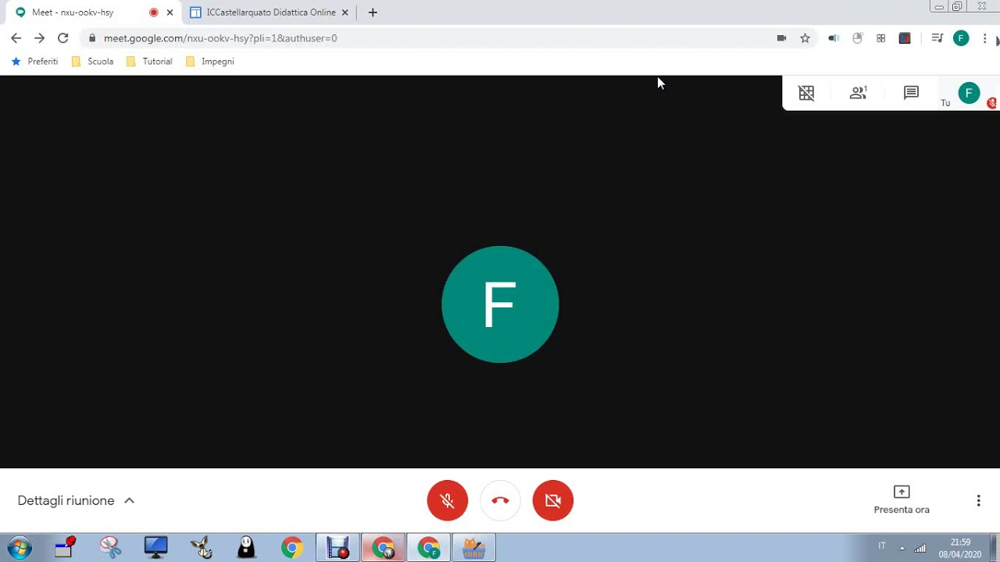 Meet - nxu-ookv-hsy
ICCastellarquato Didattica Online
meet.google.com/nxu-ookv-hsy?pli=1&authuser=0
F
Preferiti
Scuola
Tutorial
Impegni
1
Tu
F
F
Dettagli riunione
Presenta ora
F
IT
21:59
08/04/2020